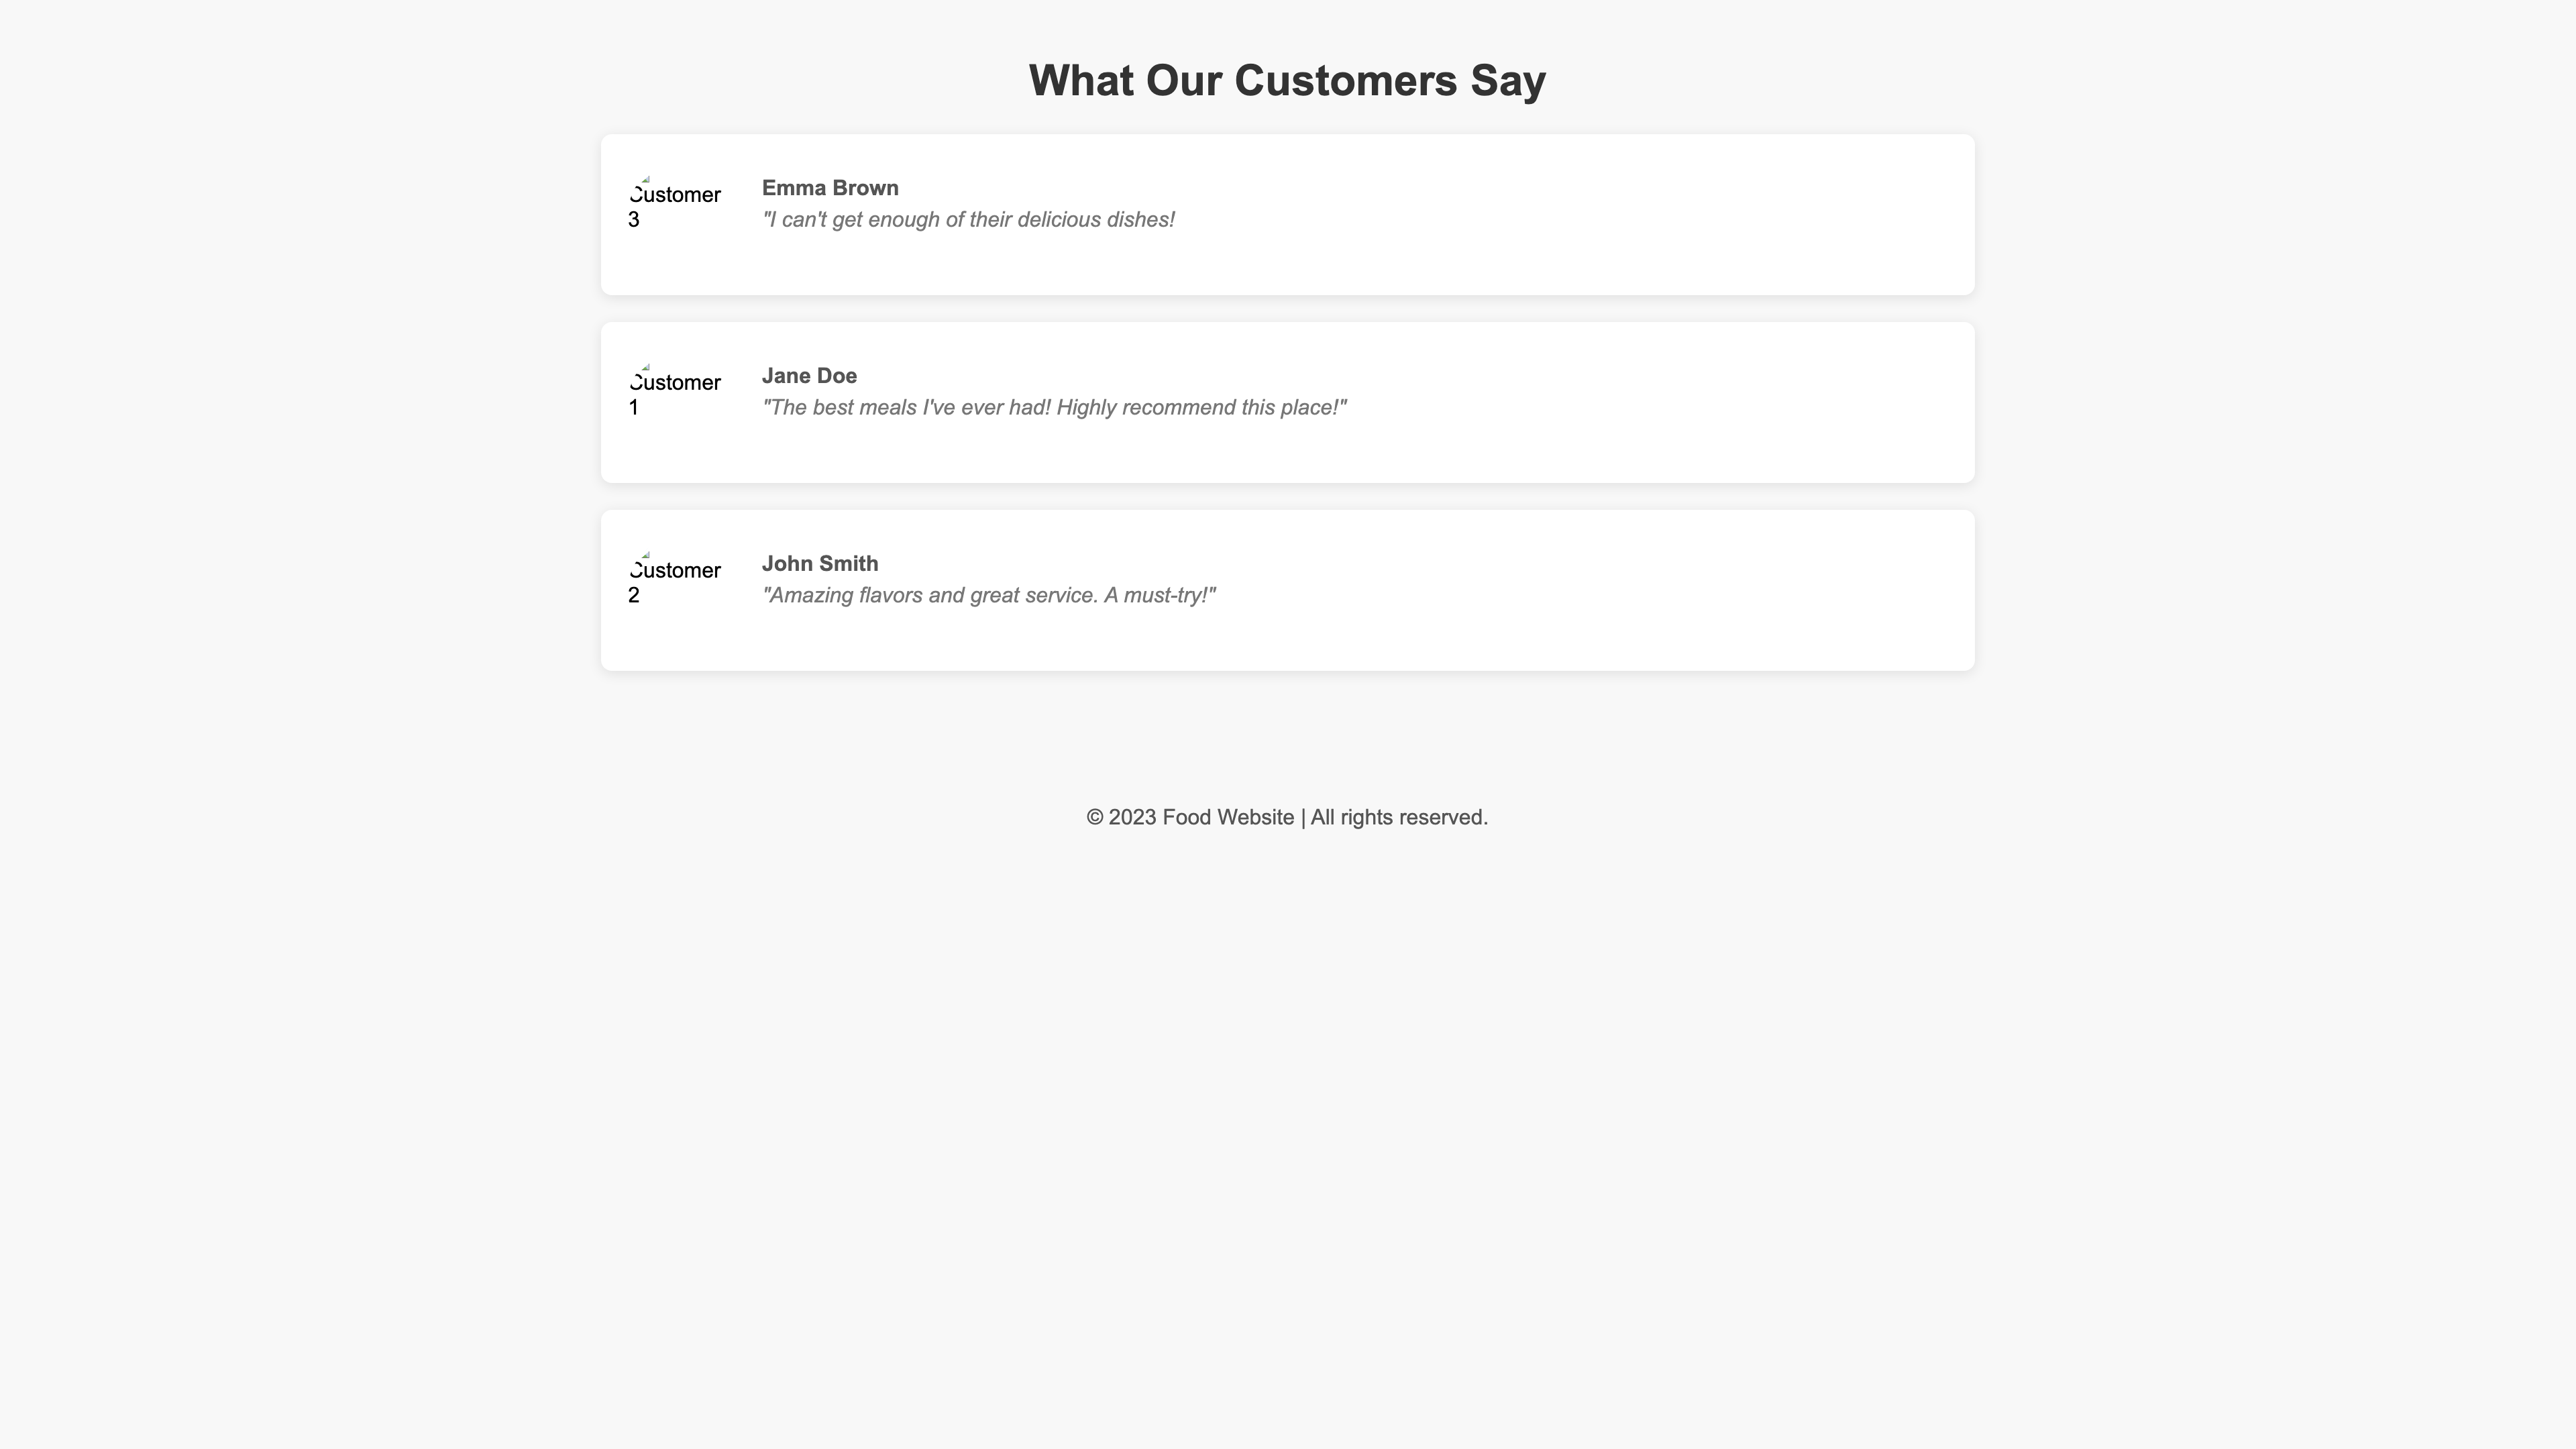 What Our Customers Say
Customer
3
Emma Brown
"I can't get enough of their delicious dishes!
Customer
1
Jane Doe
"The best meals I've ever had! Highly recommend this place!"
Customer
2
John Smith
"Amazing flavors and great service. A must-try!"
© 2023 Food Website | All rights reserved.